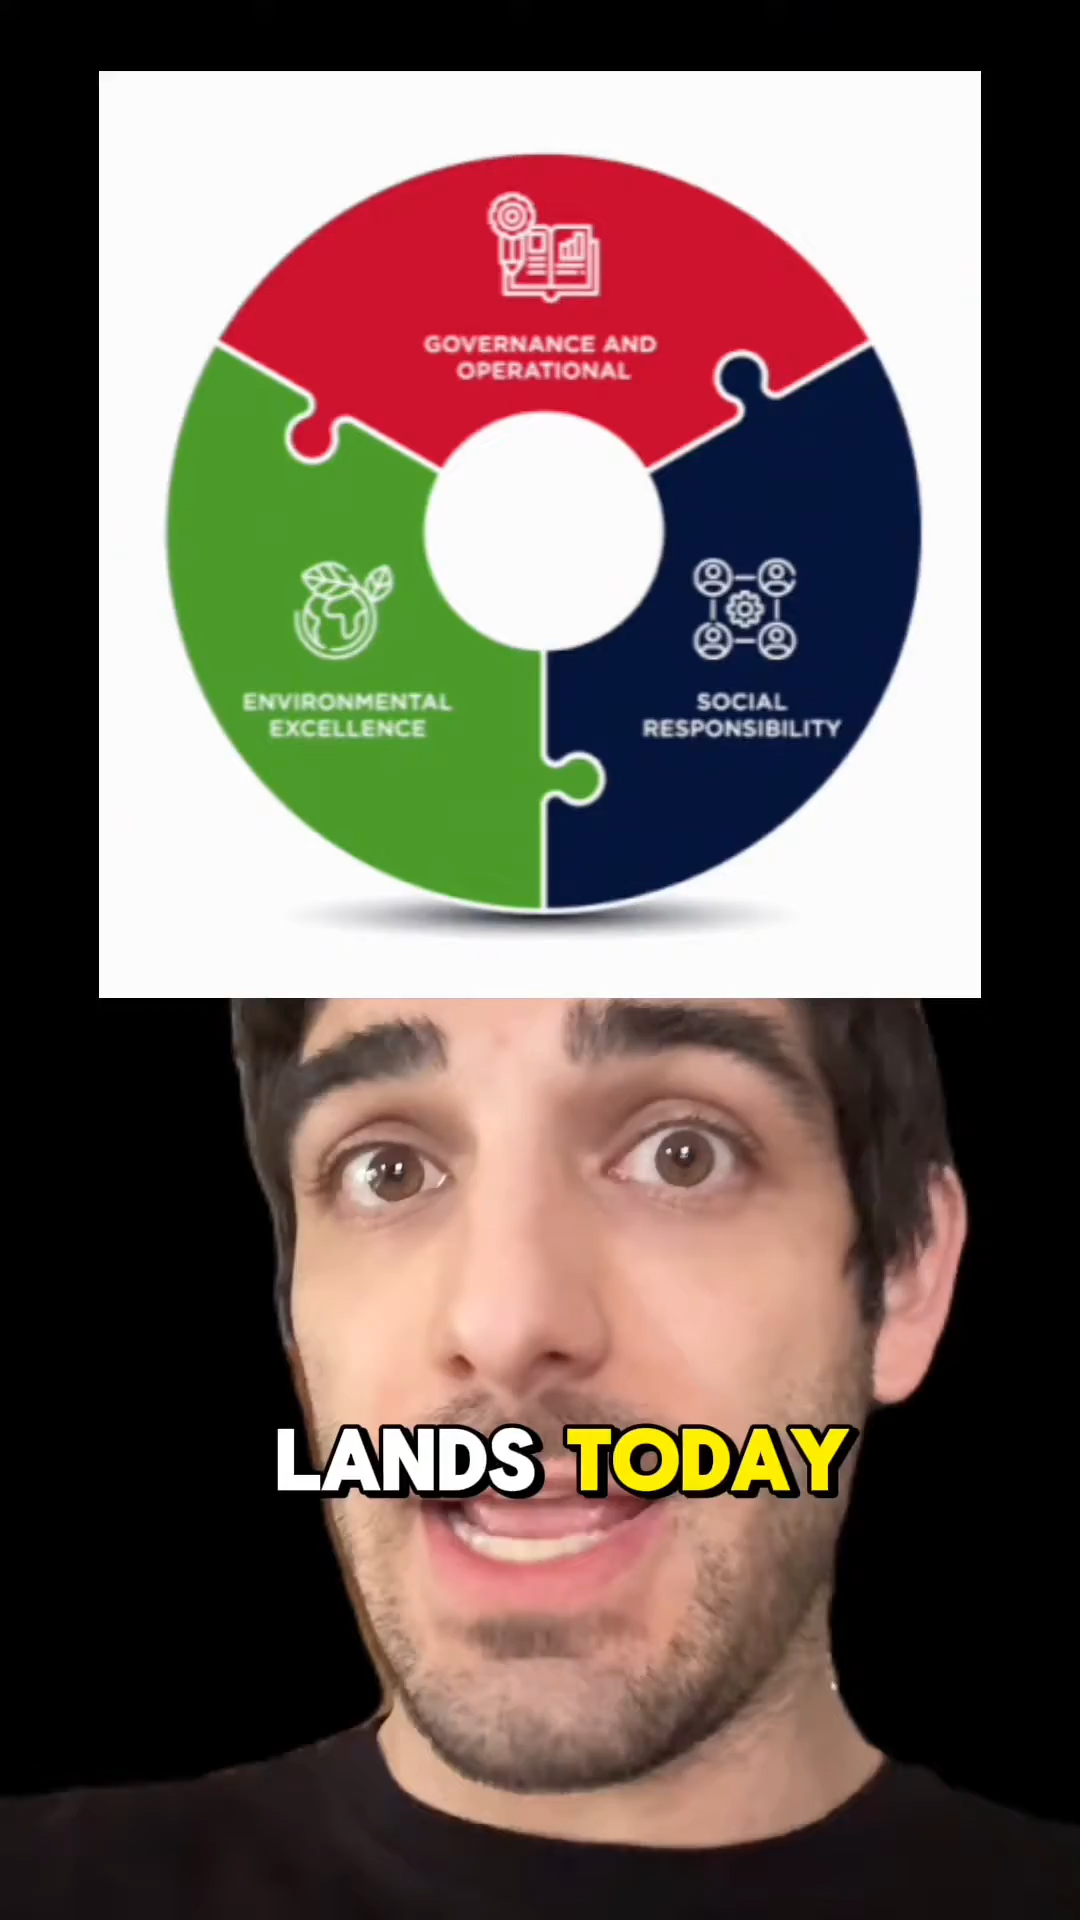 GOVERNANCE AND
OPERATIONAL
ENVIRONMENTAL
EXCELLENCE
SOCIAL
RESPONSIBILITY
LANDS TODAY